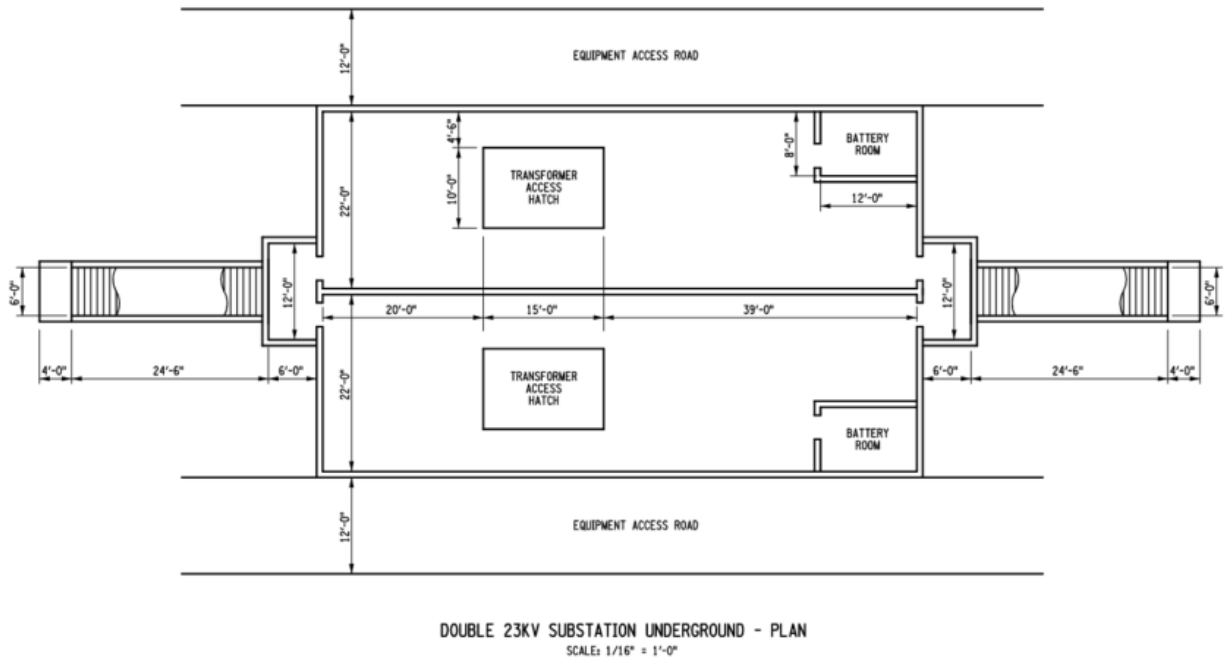 12'-0"
EQUIPMENT ACCESS ROAD
4'-6"
8'-0"
BATTERY
ROOM
TRANSFORMER
ACCESS
HATCH
10'-0"
22'-0"
12'-0"
6'-0"
12'-0"
12'-0"
6'-0"
20'-0"
15'-0"
39'-0"
4'-0"
24'-6"
6'-0"
22'-0"
TRANSFORMER
ACCESS
HATCH
6'-0"
24'-6"
4'-0"
BATTERY
ROOM
12'-0"
EQUIPMENT ACCESS ROAD
DOUBLE 23KV SUBSTATION UNDERGROUND - PLAN
SCALE: 1/16" = 1'-0"